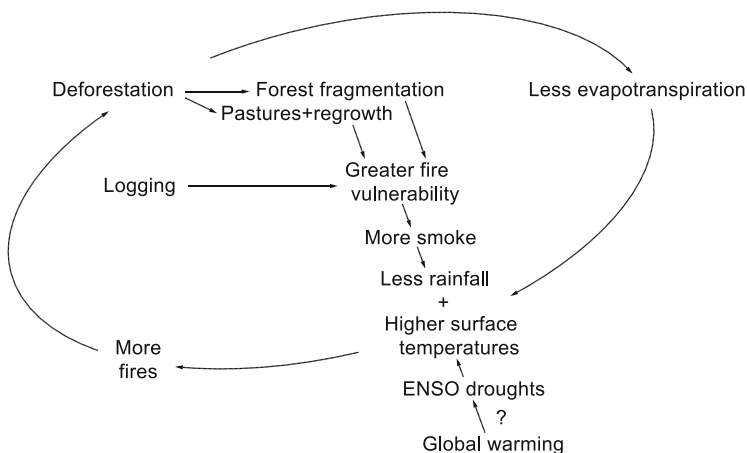 Deforestation
Forest fragmentation
Less evapotranspiration
Pastures+regrowth
Greater fire
vulnerability
Logging
More smoke
Less rainfall
+
Higher surface
temperatures
More
fires
ENSO droughts
?
Global warming